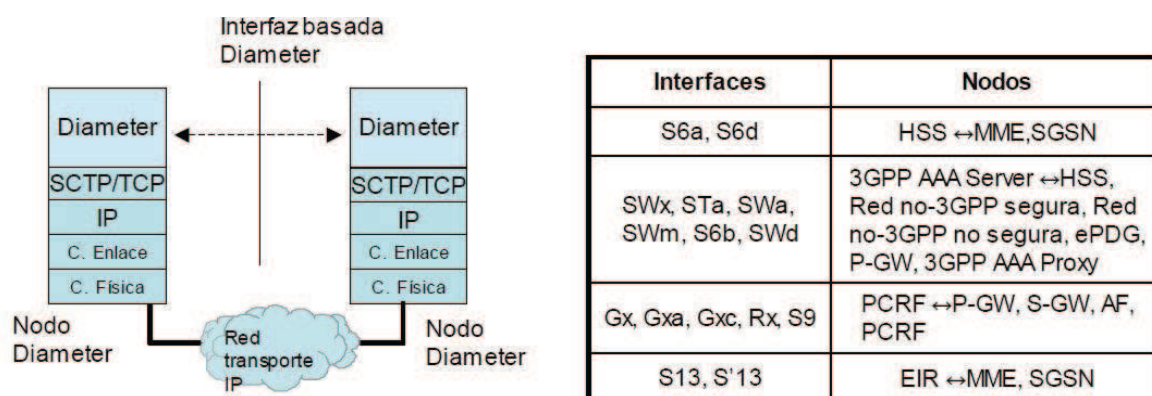 Interfaz basada
Diameter
Diameter
SCTP/TCP
IP
C. Enlace
C. Física
Diameter
SCTP/TCP
IP
C. Enlace
C. Física
Nodo
Diameter
Red
transporte
IP
Nodo
Diameter
Interfaces
Nodos
S6a, S6d
HSS ↔MME,SGSN
SWx, STa, SWa,
SWm, S6b, SWd
3GPP AAA Server ↔HSS,
Red no-3GPP segura, Red
no-3GPP no segura, ePDG,
P-GW, 3GPP AAA Proxy
Gx, Gxa, Gxc, Rx, S9
PCRF ↔P-GW, S-GW, AF,
PCRF
S13, S'13
EIR ↔MME, SGSN